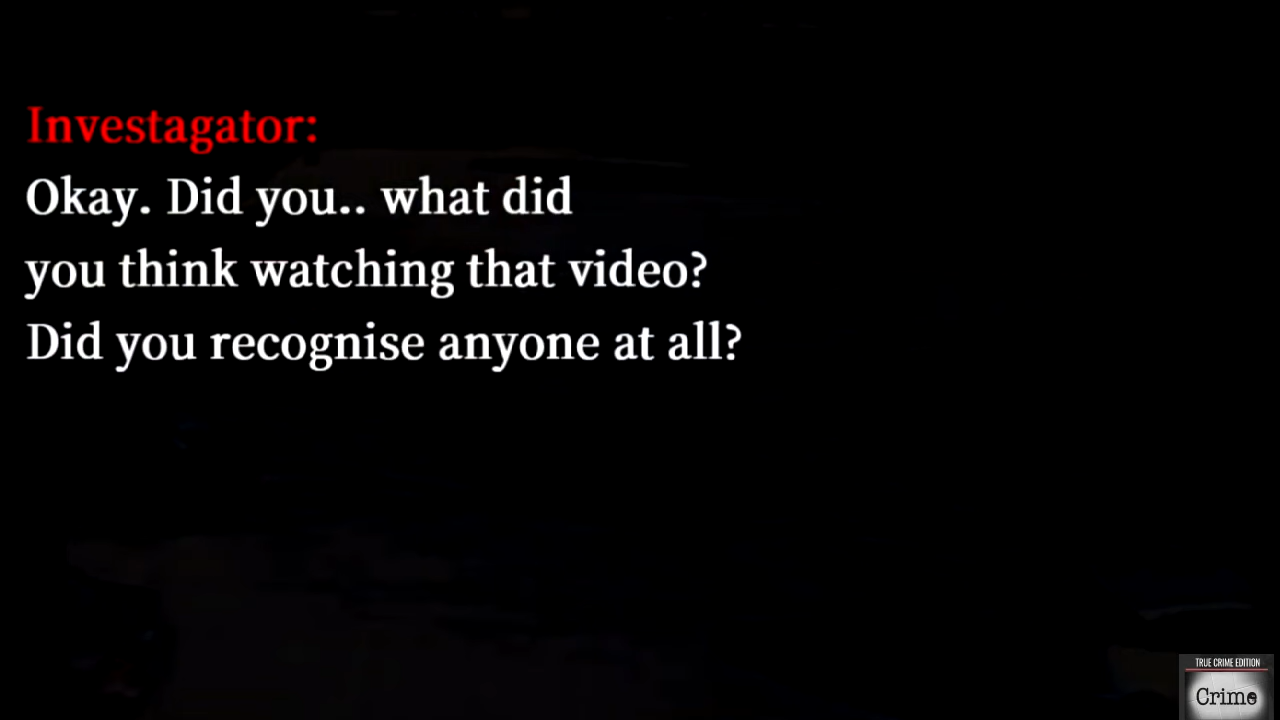 Investagator:
Okay. Did you.. what did
you think watching that video?
Did you recognise anyone at all?
TRUE CRIME EDITION
Crime